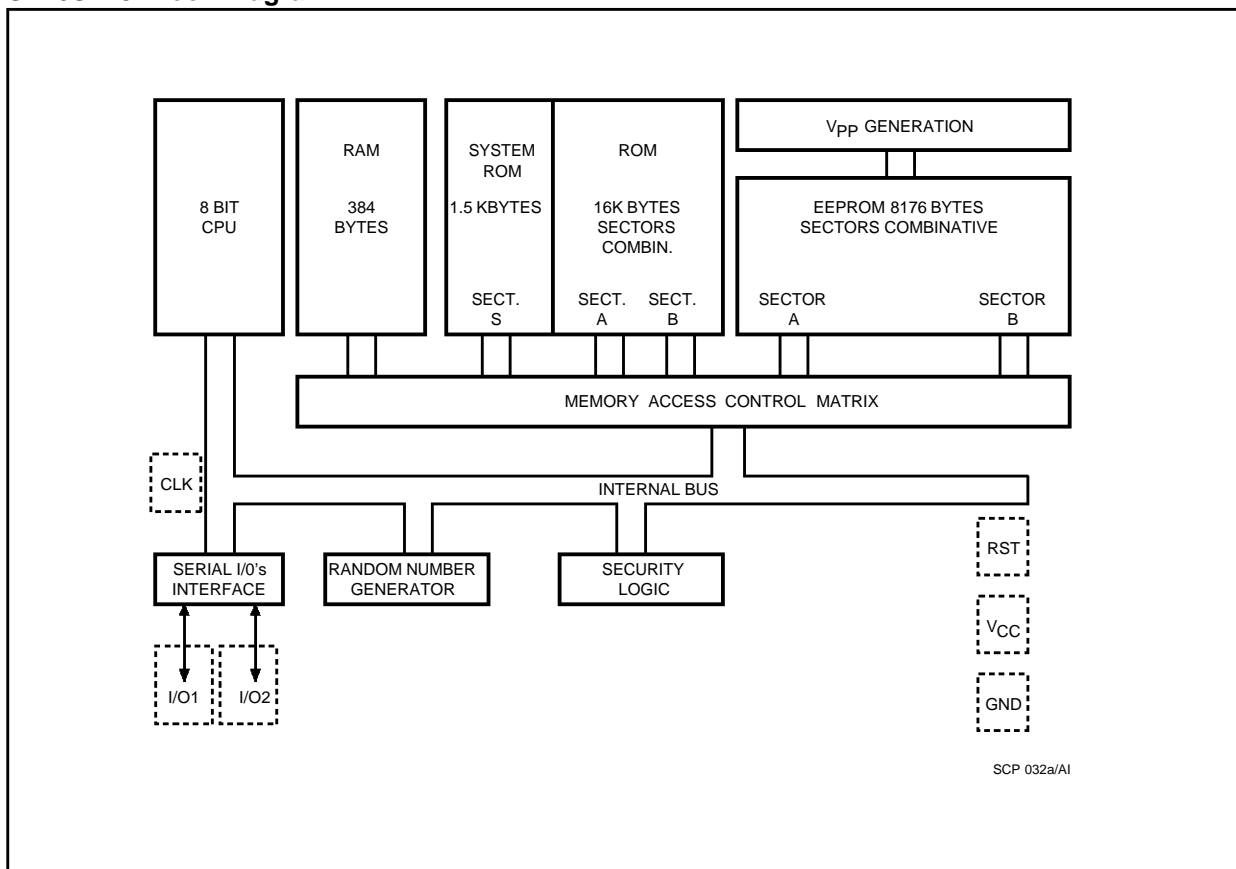 V_PP GENERATION
RAM
SYSTEM
ROM
ROM
8 BIT
CPU
384
BYTES
1.5 KBYTES
16K BYTES
SECTORS
COMBIN.
EEPROM 8176 BYTES
SECTORS COMBINATIVE
SECT.
S
SECT.
A
SECT.
B
SECTOR
A
SECTOR
B
MEMORY ACCESS CONTROL MATRIX
CLK
INTERNAL BUS
SERIAL I/0's
INTERFACE
RANDOM NUMBER
GENERATOR
SECURITY
LOGIC
RST
V_CC
GND
I/O1
I/O2
SCP 032a/AI